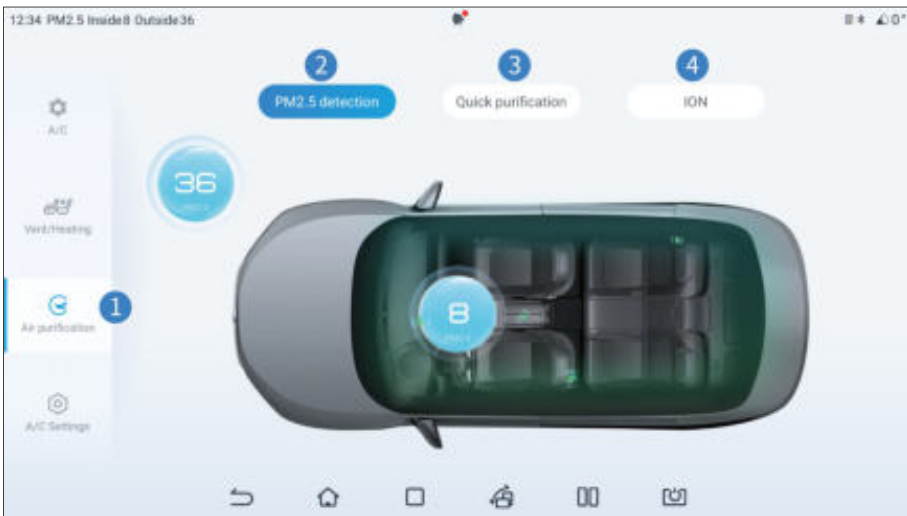 12:34 PM2.5 Inside8 Outside36
0°
2
3
4
PM2.5 detection
Quick purification
ION
A/C
36
Vent/Heating
1
Air purification
8
A/C Settings